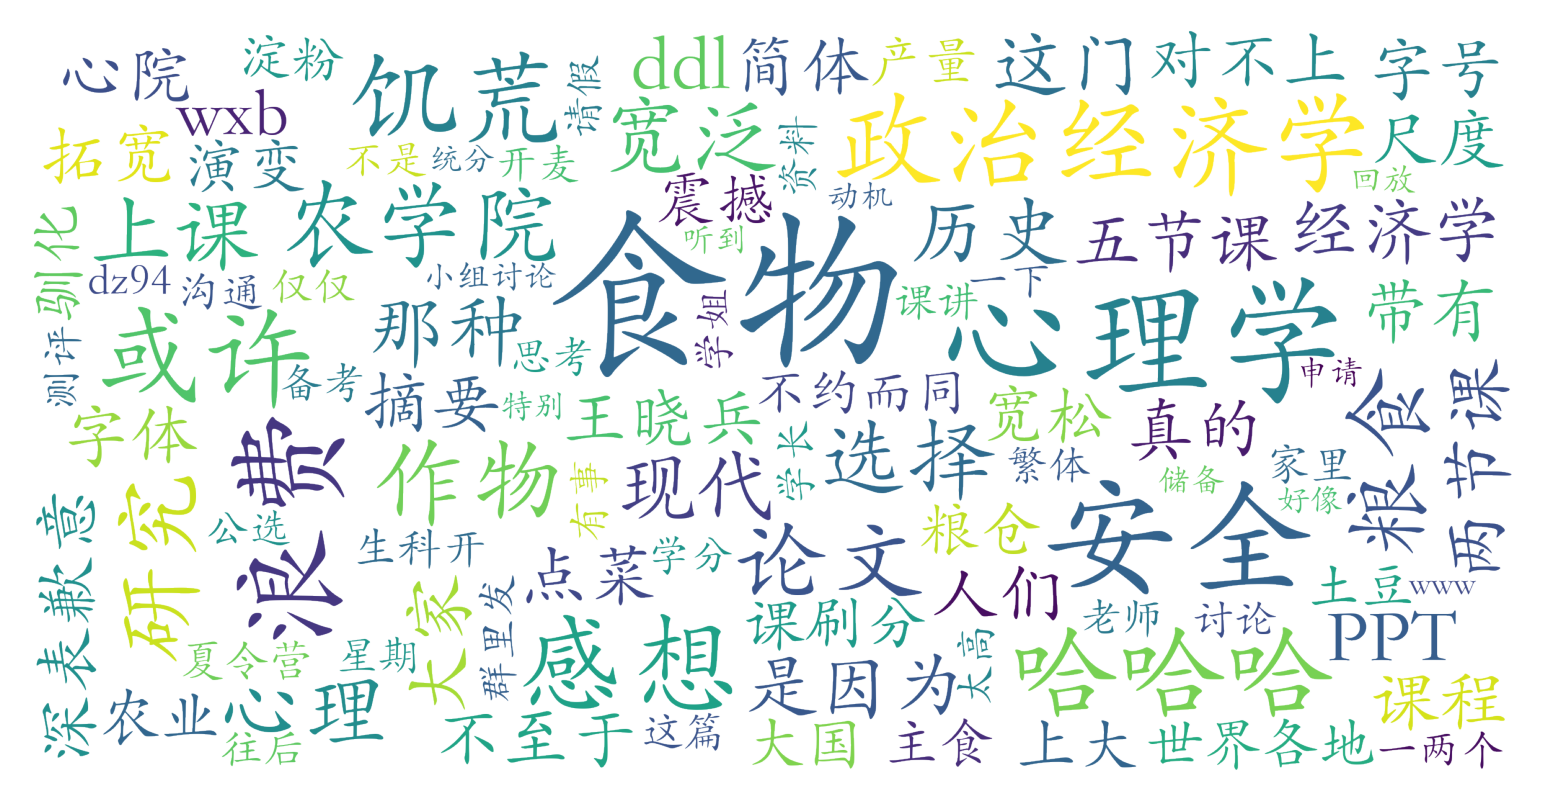 心院
淀粉
饥荒
请假
ddl
简体
产量
这门
对不上
字号
wxb
拓宽
演变
不是
统分
开麦
宽泛
资料
政治经济学
尺度
回放
驯化
上课
农学院
震撼
听到
动机
历史
五节课
经济学
dz94
沟通
仅仅
小组讨论
食物
课讲
一下
心理学
带有
或许
那种
思考
学姐
测评
备考
摘要
特别
王晓兵
不约而同
宽松
真的
申请
粮食
两节课
字体
浪费
作物
有事
现代
学长
选择
繁体
储备
家里
好像
研究
公选
生科开
点菜
学分
论文
粮仓
安全
深表歉意
大家
群里发
人们
土豆
www
课刷分
老师
讨论
PPT
夏令营
星期
感想
是因为
太高
哈哈哈
课程
农业
心理
往后
不至于
这篇
大国
主食
上大
世界各地
一两个